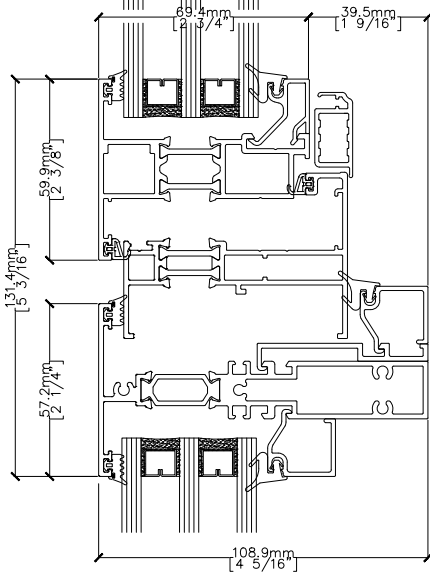 69.4mm
[2 3/4"]
39.5mm
[1 9/16"]
59.9mm
[2 3/8"]
131.4mm
[5 3/16"]
57.2mm
[2 1/4"]
108.9mm
[4 5/16"]